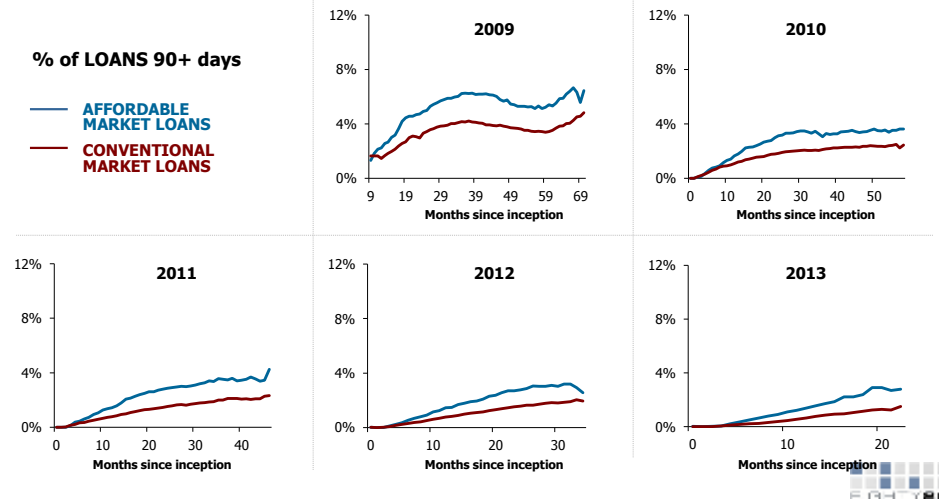 % of LOANS 90+ days
AFFORDABLE
MARKET LOANS
CONVENTIONAL
MARKET LOANS
2009
12%
8%
4%
0%
9 19 29 39 49 59 69
Months since inception
2010
12%
8%
4%
0%
0 10 20 30 40 50
Months since inception
2011
12%
8%
4%
0%
0 10 20 30 40
Months since inception
2012
12%
8%
4%
0%
0 10 20 30
Months since inception
2013
12%
8%
4%
0%
0 10 20
Months since inception